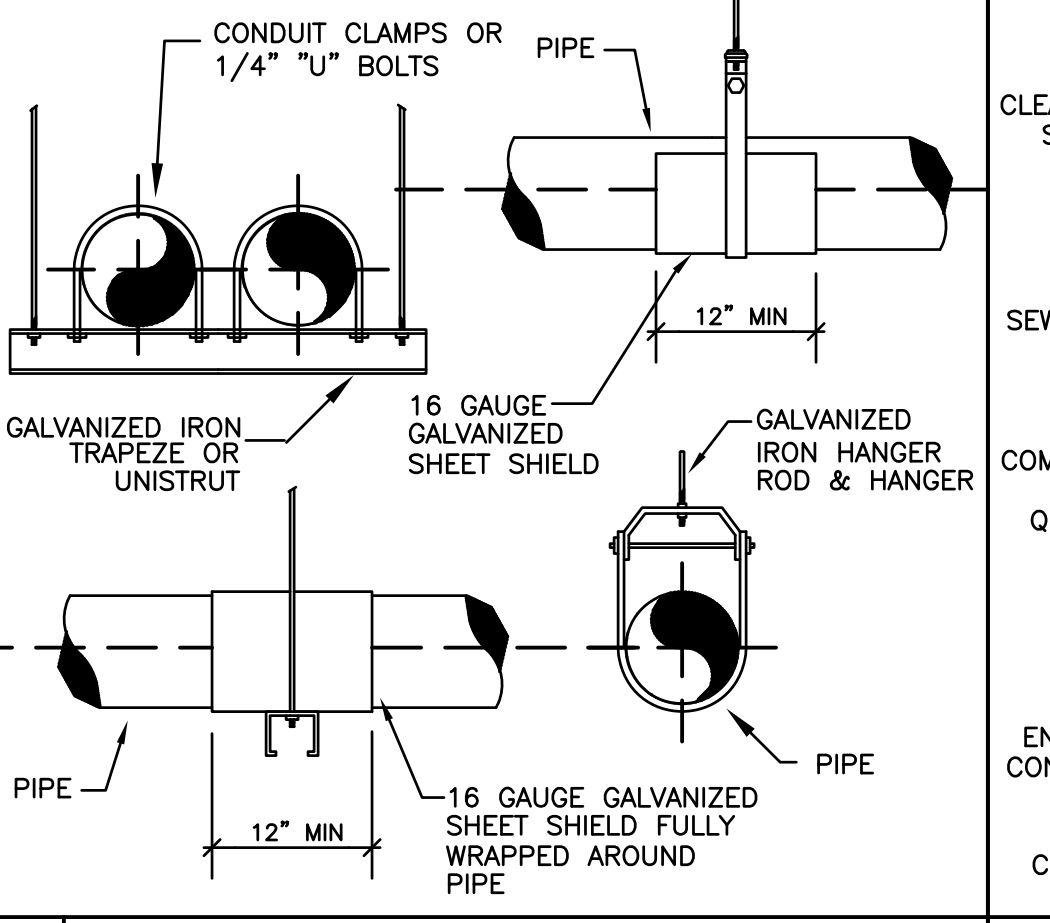 CONDUIT CLAMPS OR
1/4" "U" BOLTS
PIPE
12" MIN
GALVANIZED IRON
TRAPEZE OR
UNISTRUT
16 GAUGE
GALVANIZED
SHEET SHIELD
GALVANIZED
IRON HANGER
ROD & HANGER
PIPE
12" MIN
16 GAUGE GALVANIZED
SHEET SHIELD FULLY
WRAPPED AROUND
PIPE
PIPE